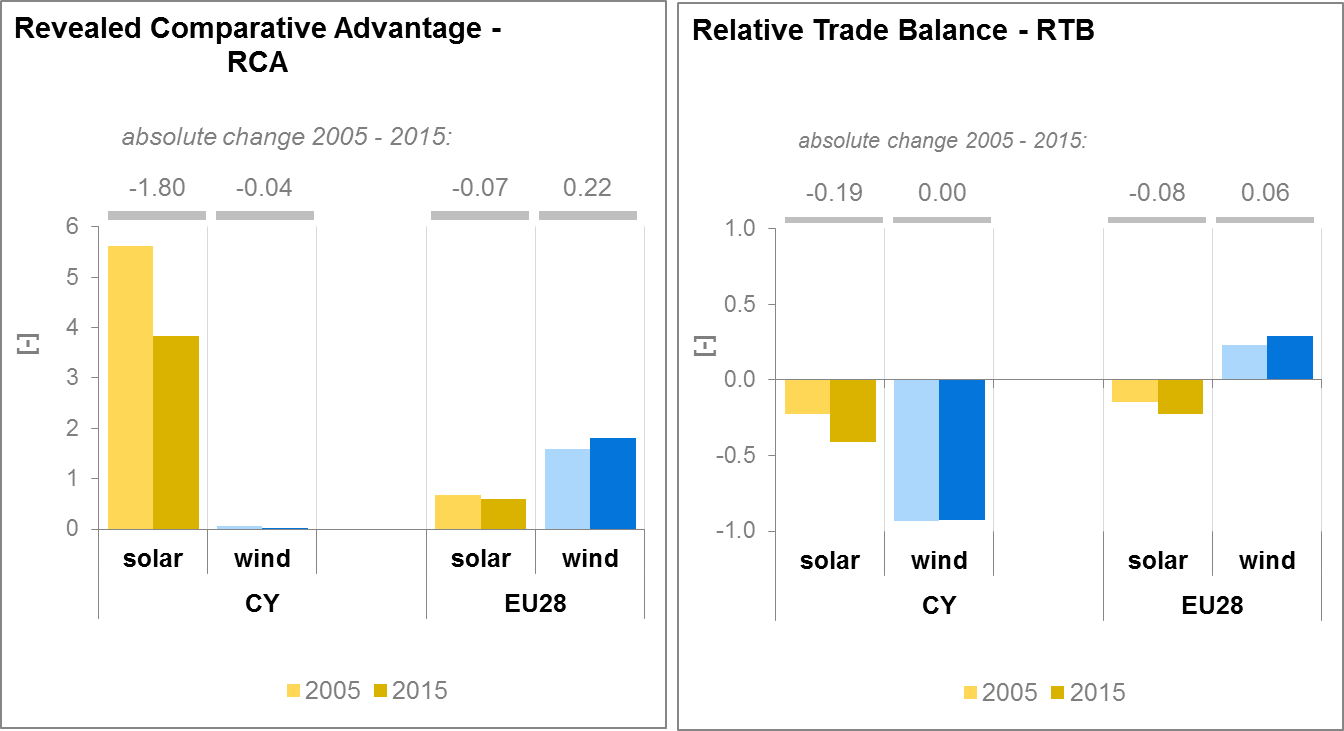 Revealed Comparative Advantage -
RCA
absolute change 2005 - 2015:
-1.80 -0.04 -0.07 0.22
6
5
4
3
2
1
0
[-]
solar wind solar wind
CY EU28
2005 2015
Relative Trade Balance - RTB
absolute change 2005 - 2015:
-0.19 0.00 -0.08 0.06
1.0
0.5
0.0
-0.5
-1.0
[-]
solar wind solar wind
CY EU28
2005 2015